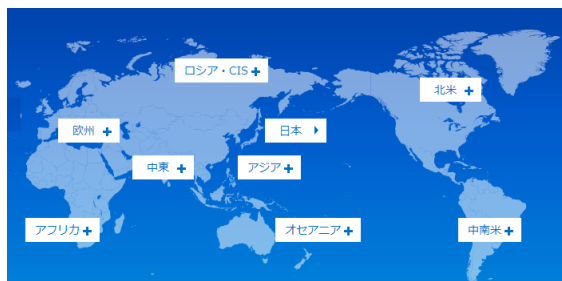 ロシア・CIS
北米
欧州
日本
中東
アジア
アフリカ
オセアニア
中南米